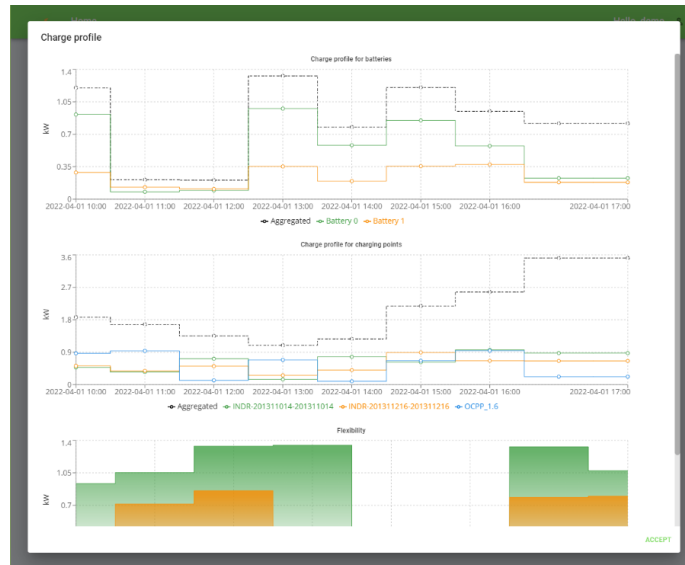 Home
Hello, demo
Charge profile
Charge profile for batteries
1.4
1.05
0.7
0.35
0
kW
2022-04-01 10:00 2022-04-01 11:00 2022-04-01 12:00 2022-04-01 13:00 2022-04-01 14:00 2022-04-01 15:00 2022-04-01 16:00 2022-04-01 17:00
Aggregated Battery 0 Battery 1
Charge profile for charging points
3.6
2.7
1.8
0.9
0
kW
2022-04-01 10:00 2022-04-01 11:00 2022-04-01 12:00 2022-04-01 13:00 2022-04-01 14:00 2022-04-01 15:00 2022-04-01 16:00 2022-04-01 17:00
Aggregated INDR-201311014-201311014 INDR-201311216-201311216 OCPP_1.6
Flexibility
1.4
1.05
0.7
kW
ACCEPT